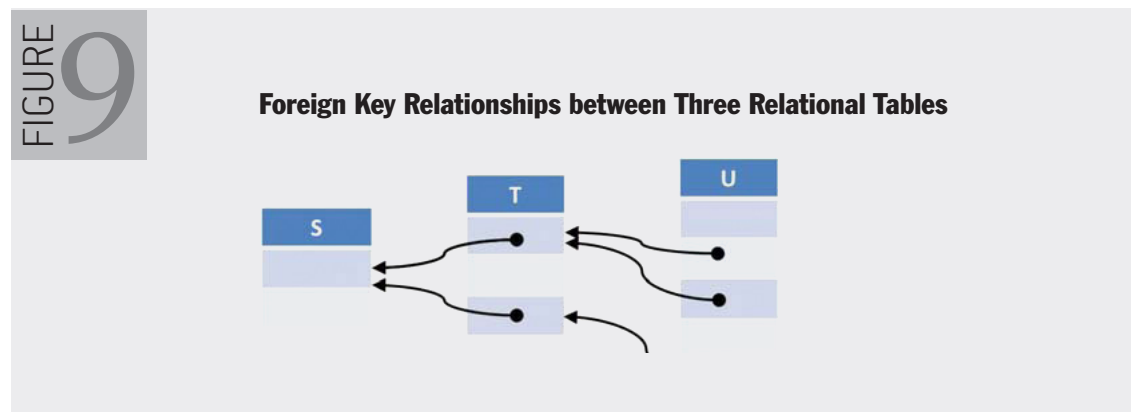 FIGURE 9
Foreign Key Relationships between Three Relational Tables
S
T
U